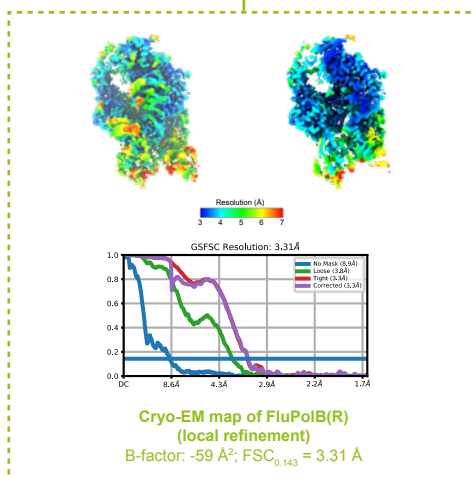 Resolution (Å)
3 4 5 6 7
GSFSC Resolution: 3.31Å
1.0
0.8
0.6
0.4
0.2
0.0
No Mask (8.9Å)
Loose (3.8Å)
Tight (3.3Å)
Corrected (3.3Å)
DC 8.6Å 4.3Å 2.9Å 2.2Å 1.7Å
Cryo-EM map of FluPolB(R)
(local refinement)
B-factor: -59 Å²; FSC₀.₁₄₃ = 3.31 Å